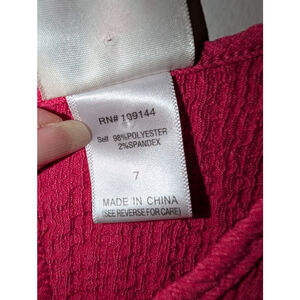 RN# 109144
Self 98%POLYESTER
2%SPANDEX
7
MADE IN CHINA
(SEE REVERSE FOR CARE)